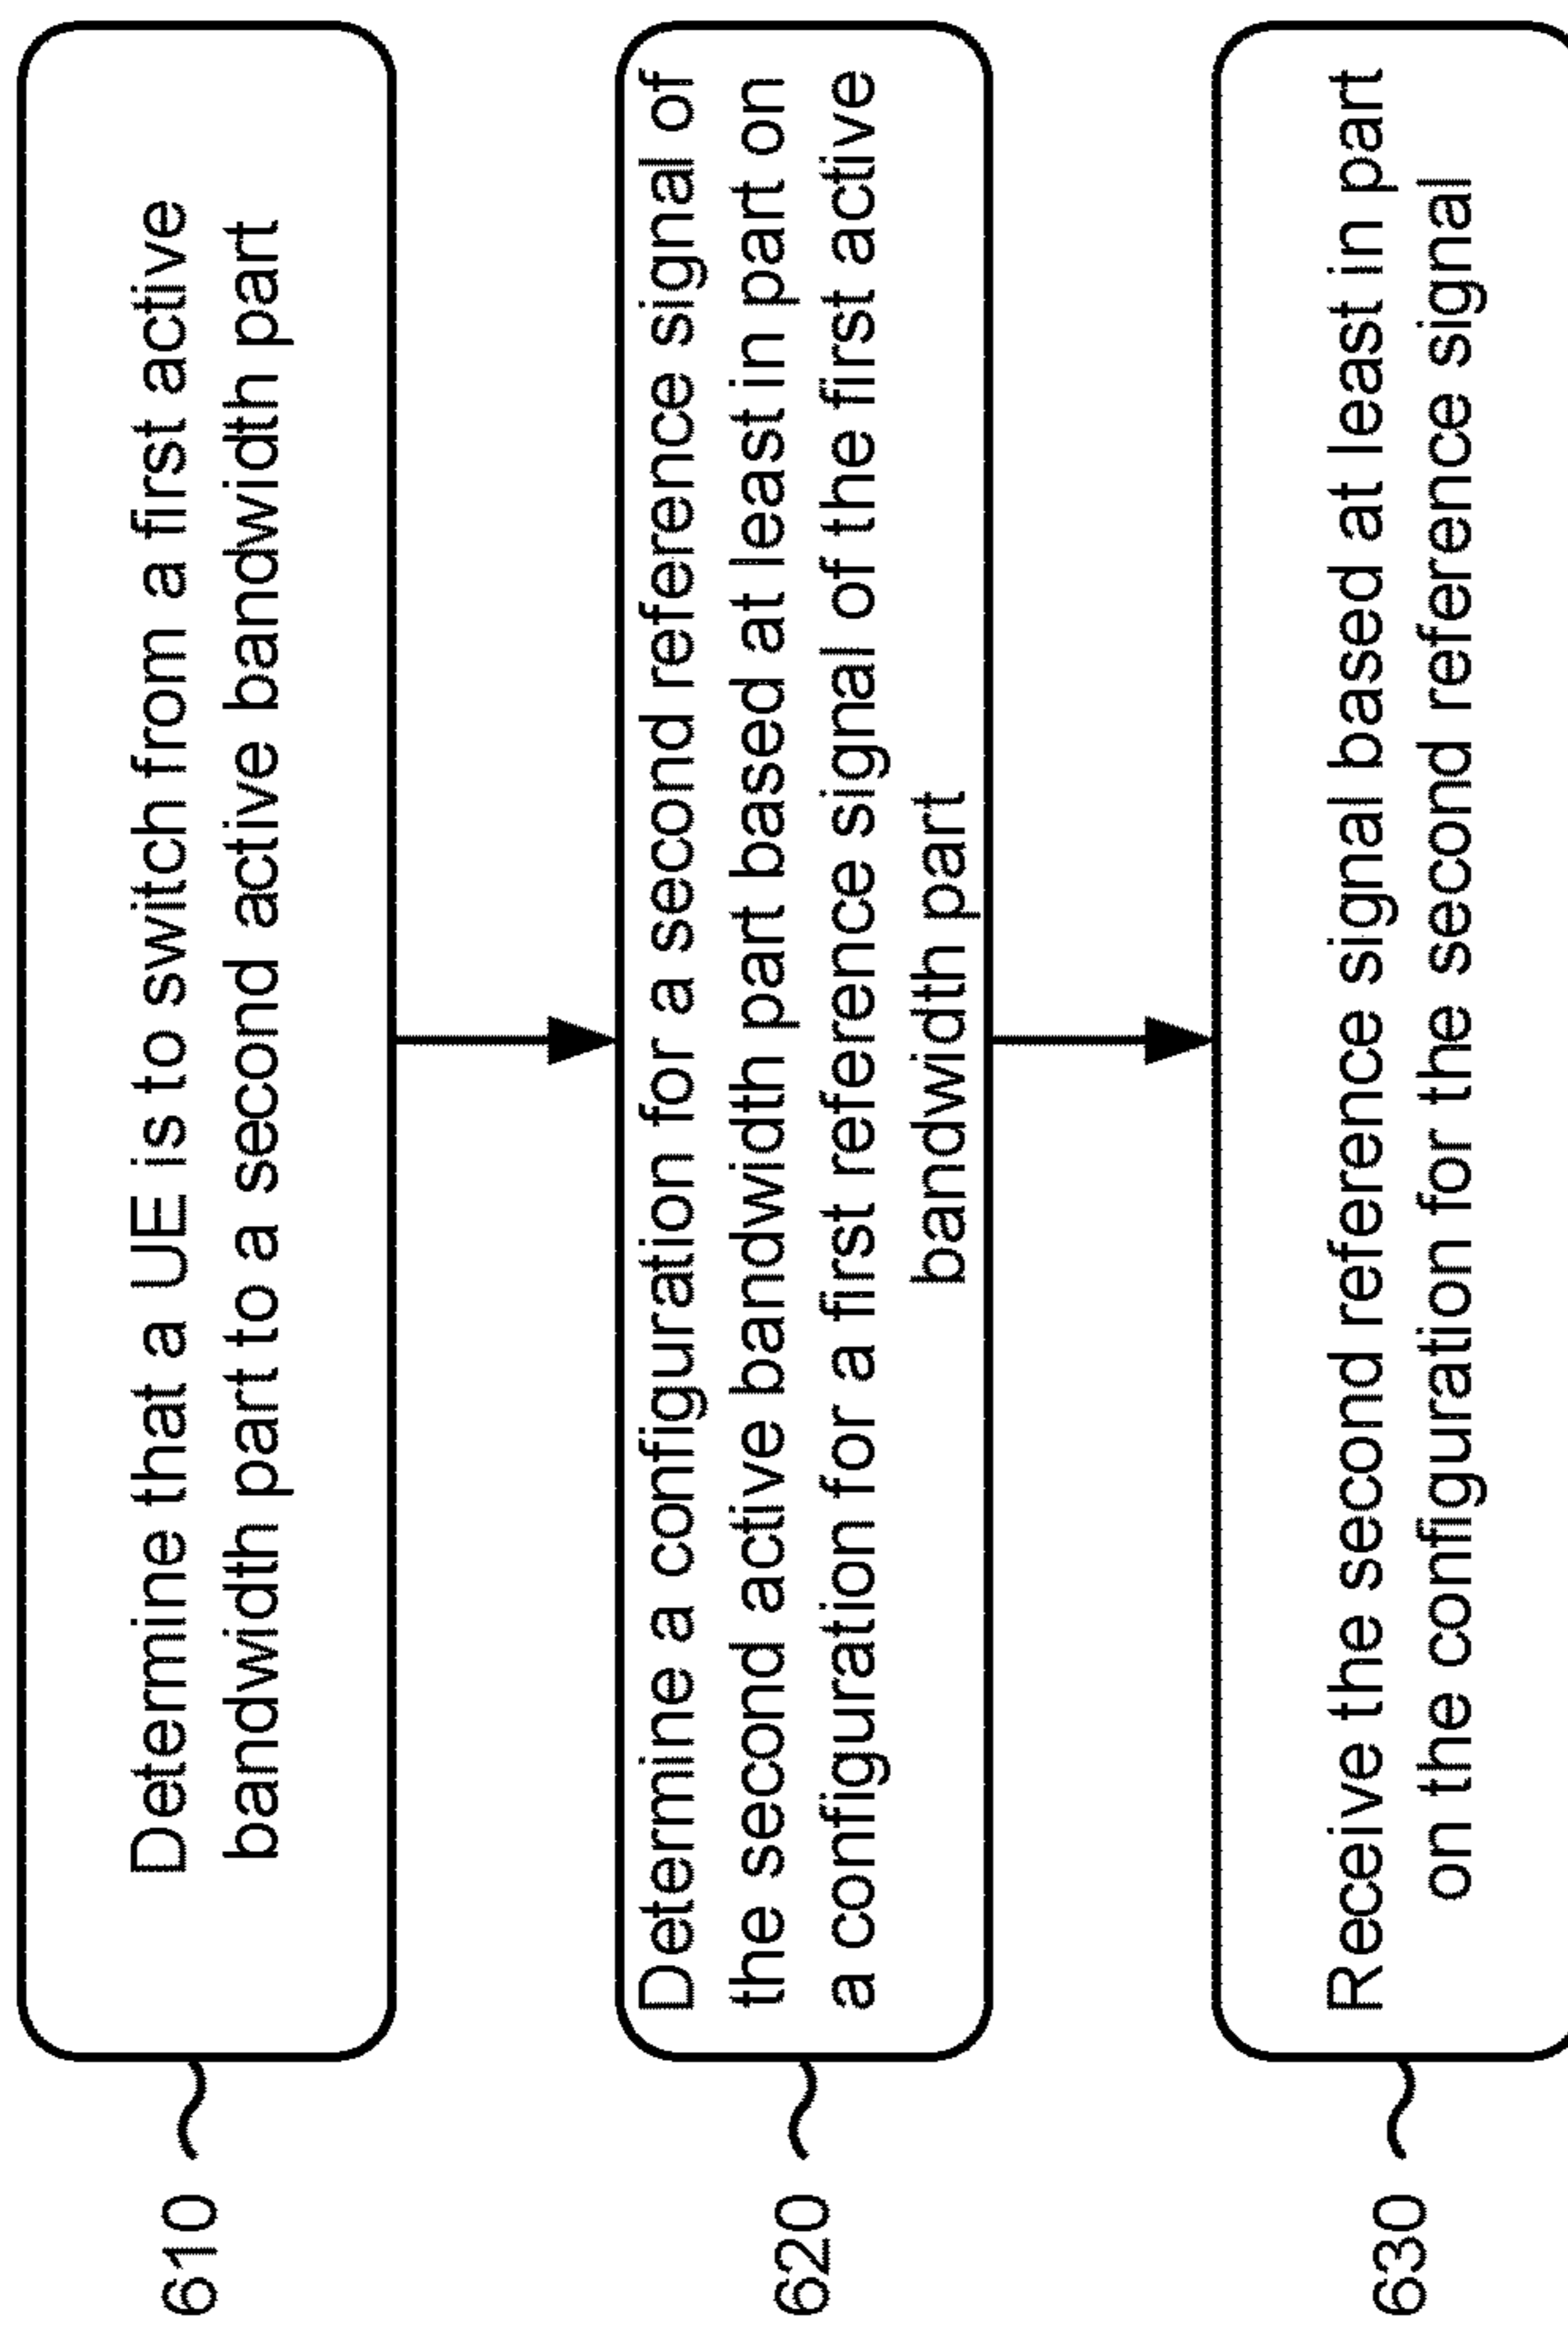 610
Determine that a UE is to switch from a first active
bandwidth part to a second active bandwidth part
620
Determine a configuration for a second reference signal of
the second active bandwidth part based at least in part on
a configuration for a first reference signal of the first active
bandwidth part
630
Receive the second reference signal based at least in part
on the configuration for the second reference signal